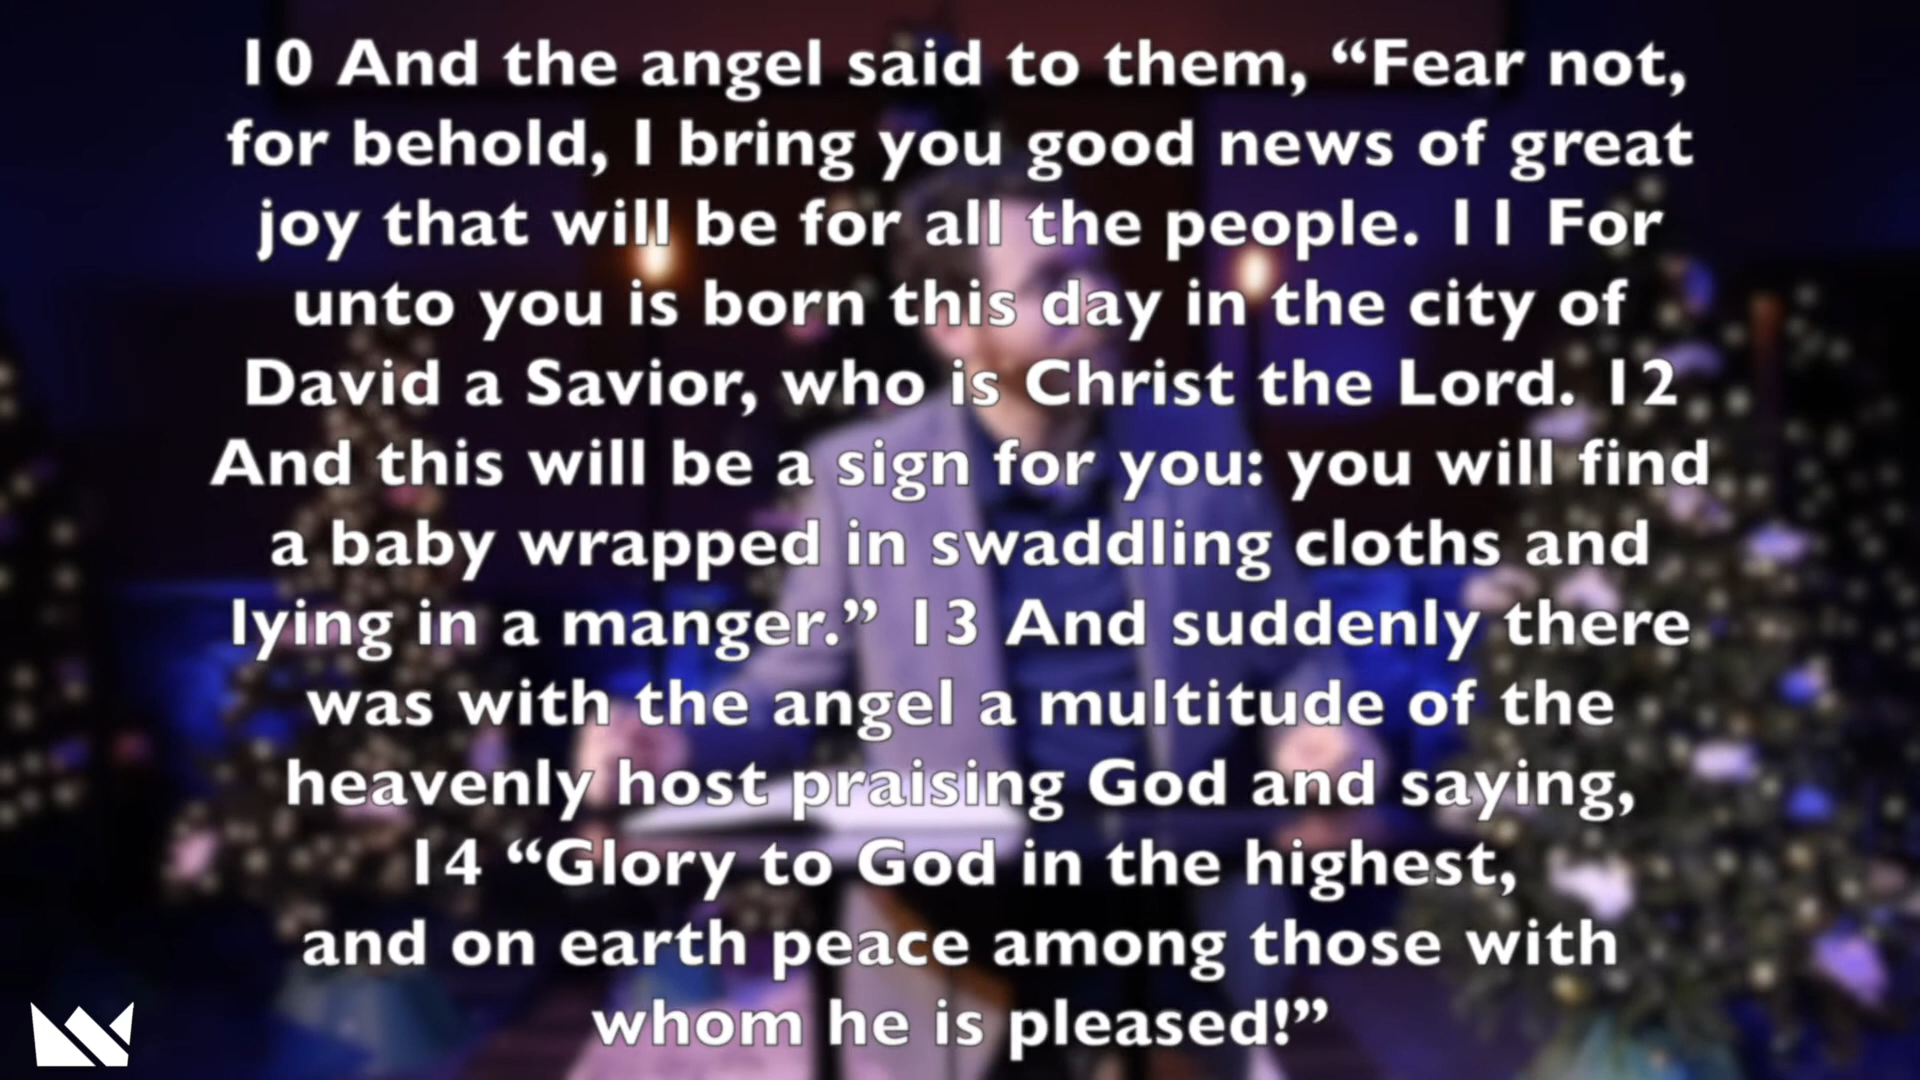 10 And the angel said to them, “Fear not,
for behold, I bring you good news of great
joy that will be for all the people. 11 For
unto you is born this day in the city of
David a Savior, who is Christ the Lord. 12
And this will be a sign for you: you will find
a baby wrapped in swaddling cloths and
lying in a manger.” 13 And suddenly there
was with the angel a multitude of the
heavenly host praising God and saying,
14 “Glory to God in the highest,
and on earth peace among those with
whom he is pleased!”